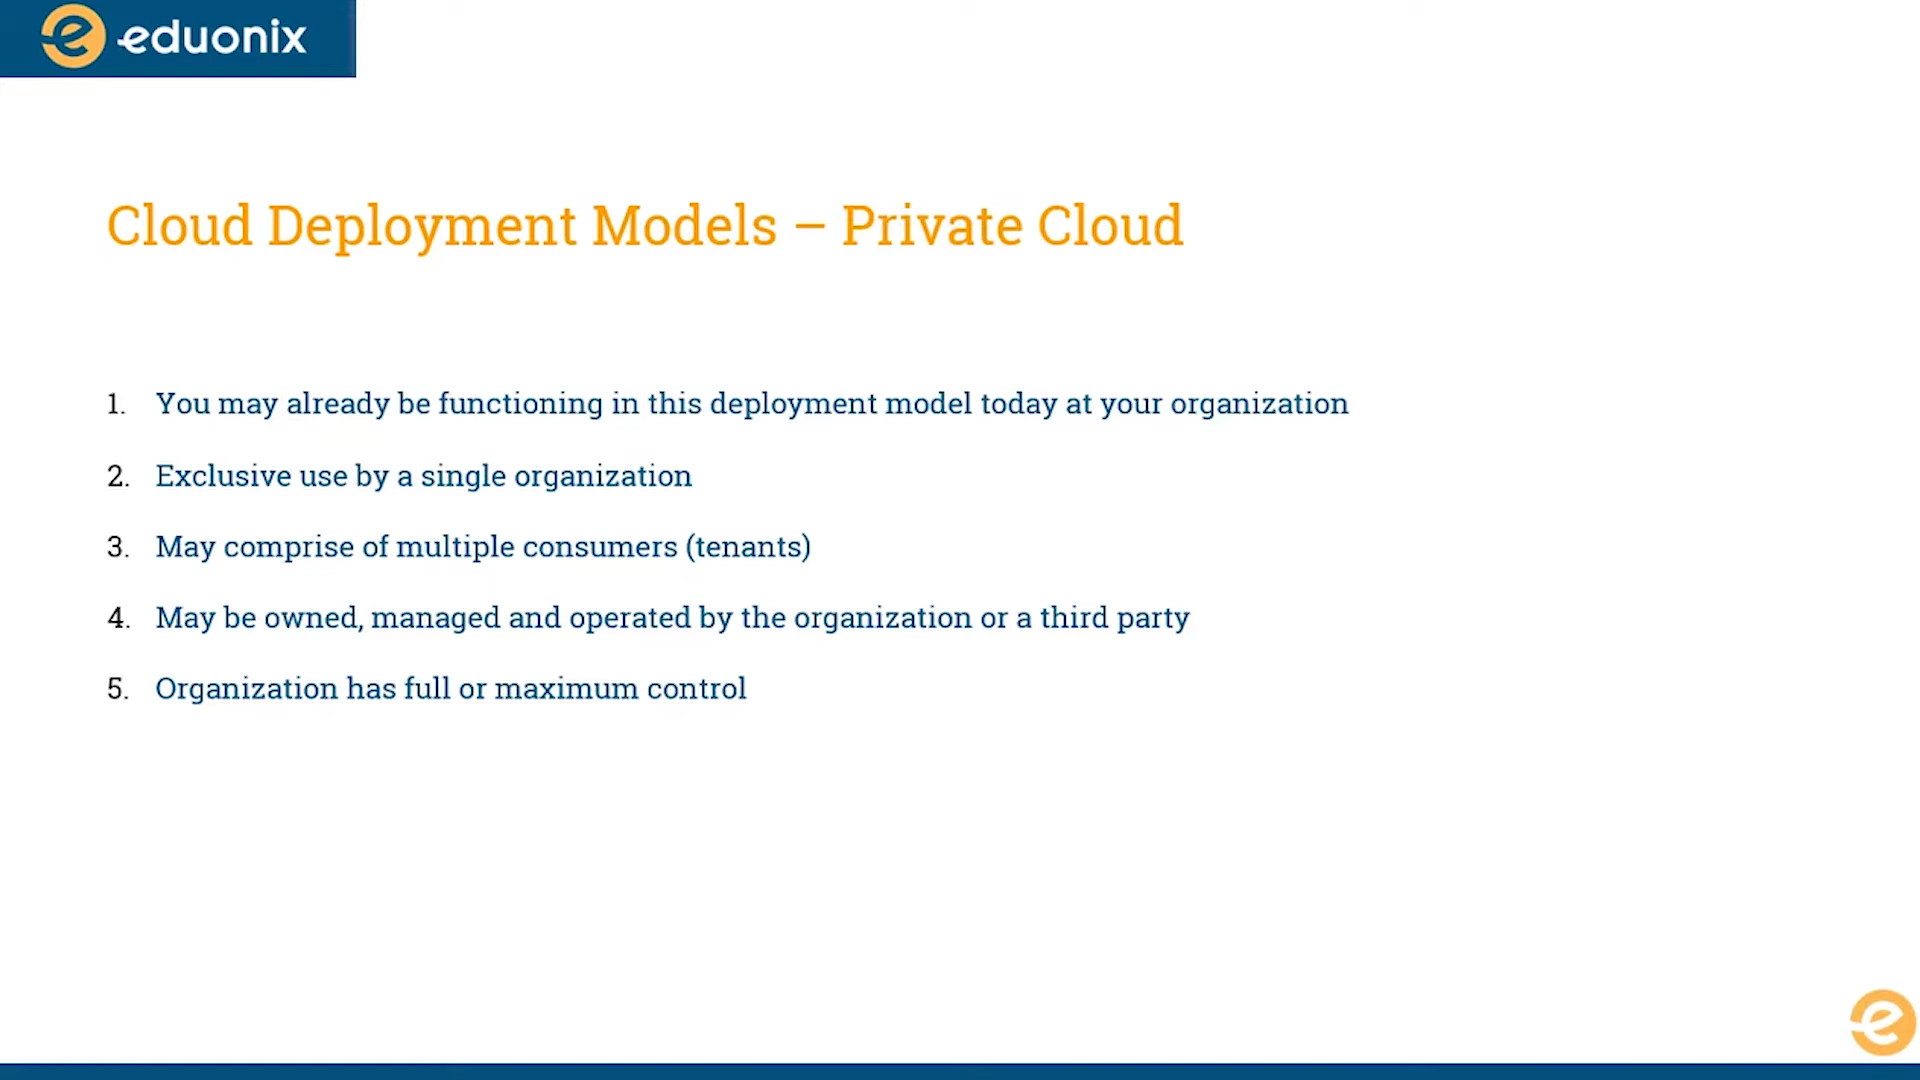 eduonix
Cloud Deployment Models – Private Cloud
1. You may already be functioning in this deployment model today at your organization
2. Exclusive use by a single organization
3. May comprise of multiple consumers (tenants)
4. May be owned, managed and operated by the organization or a third party
5. Organization has full or maximum control